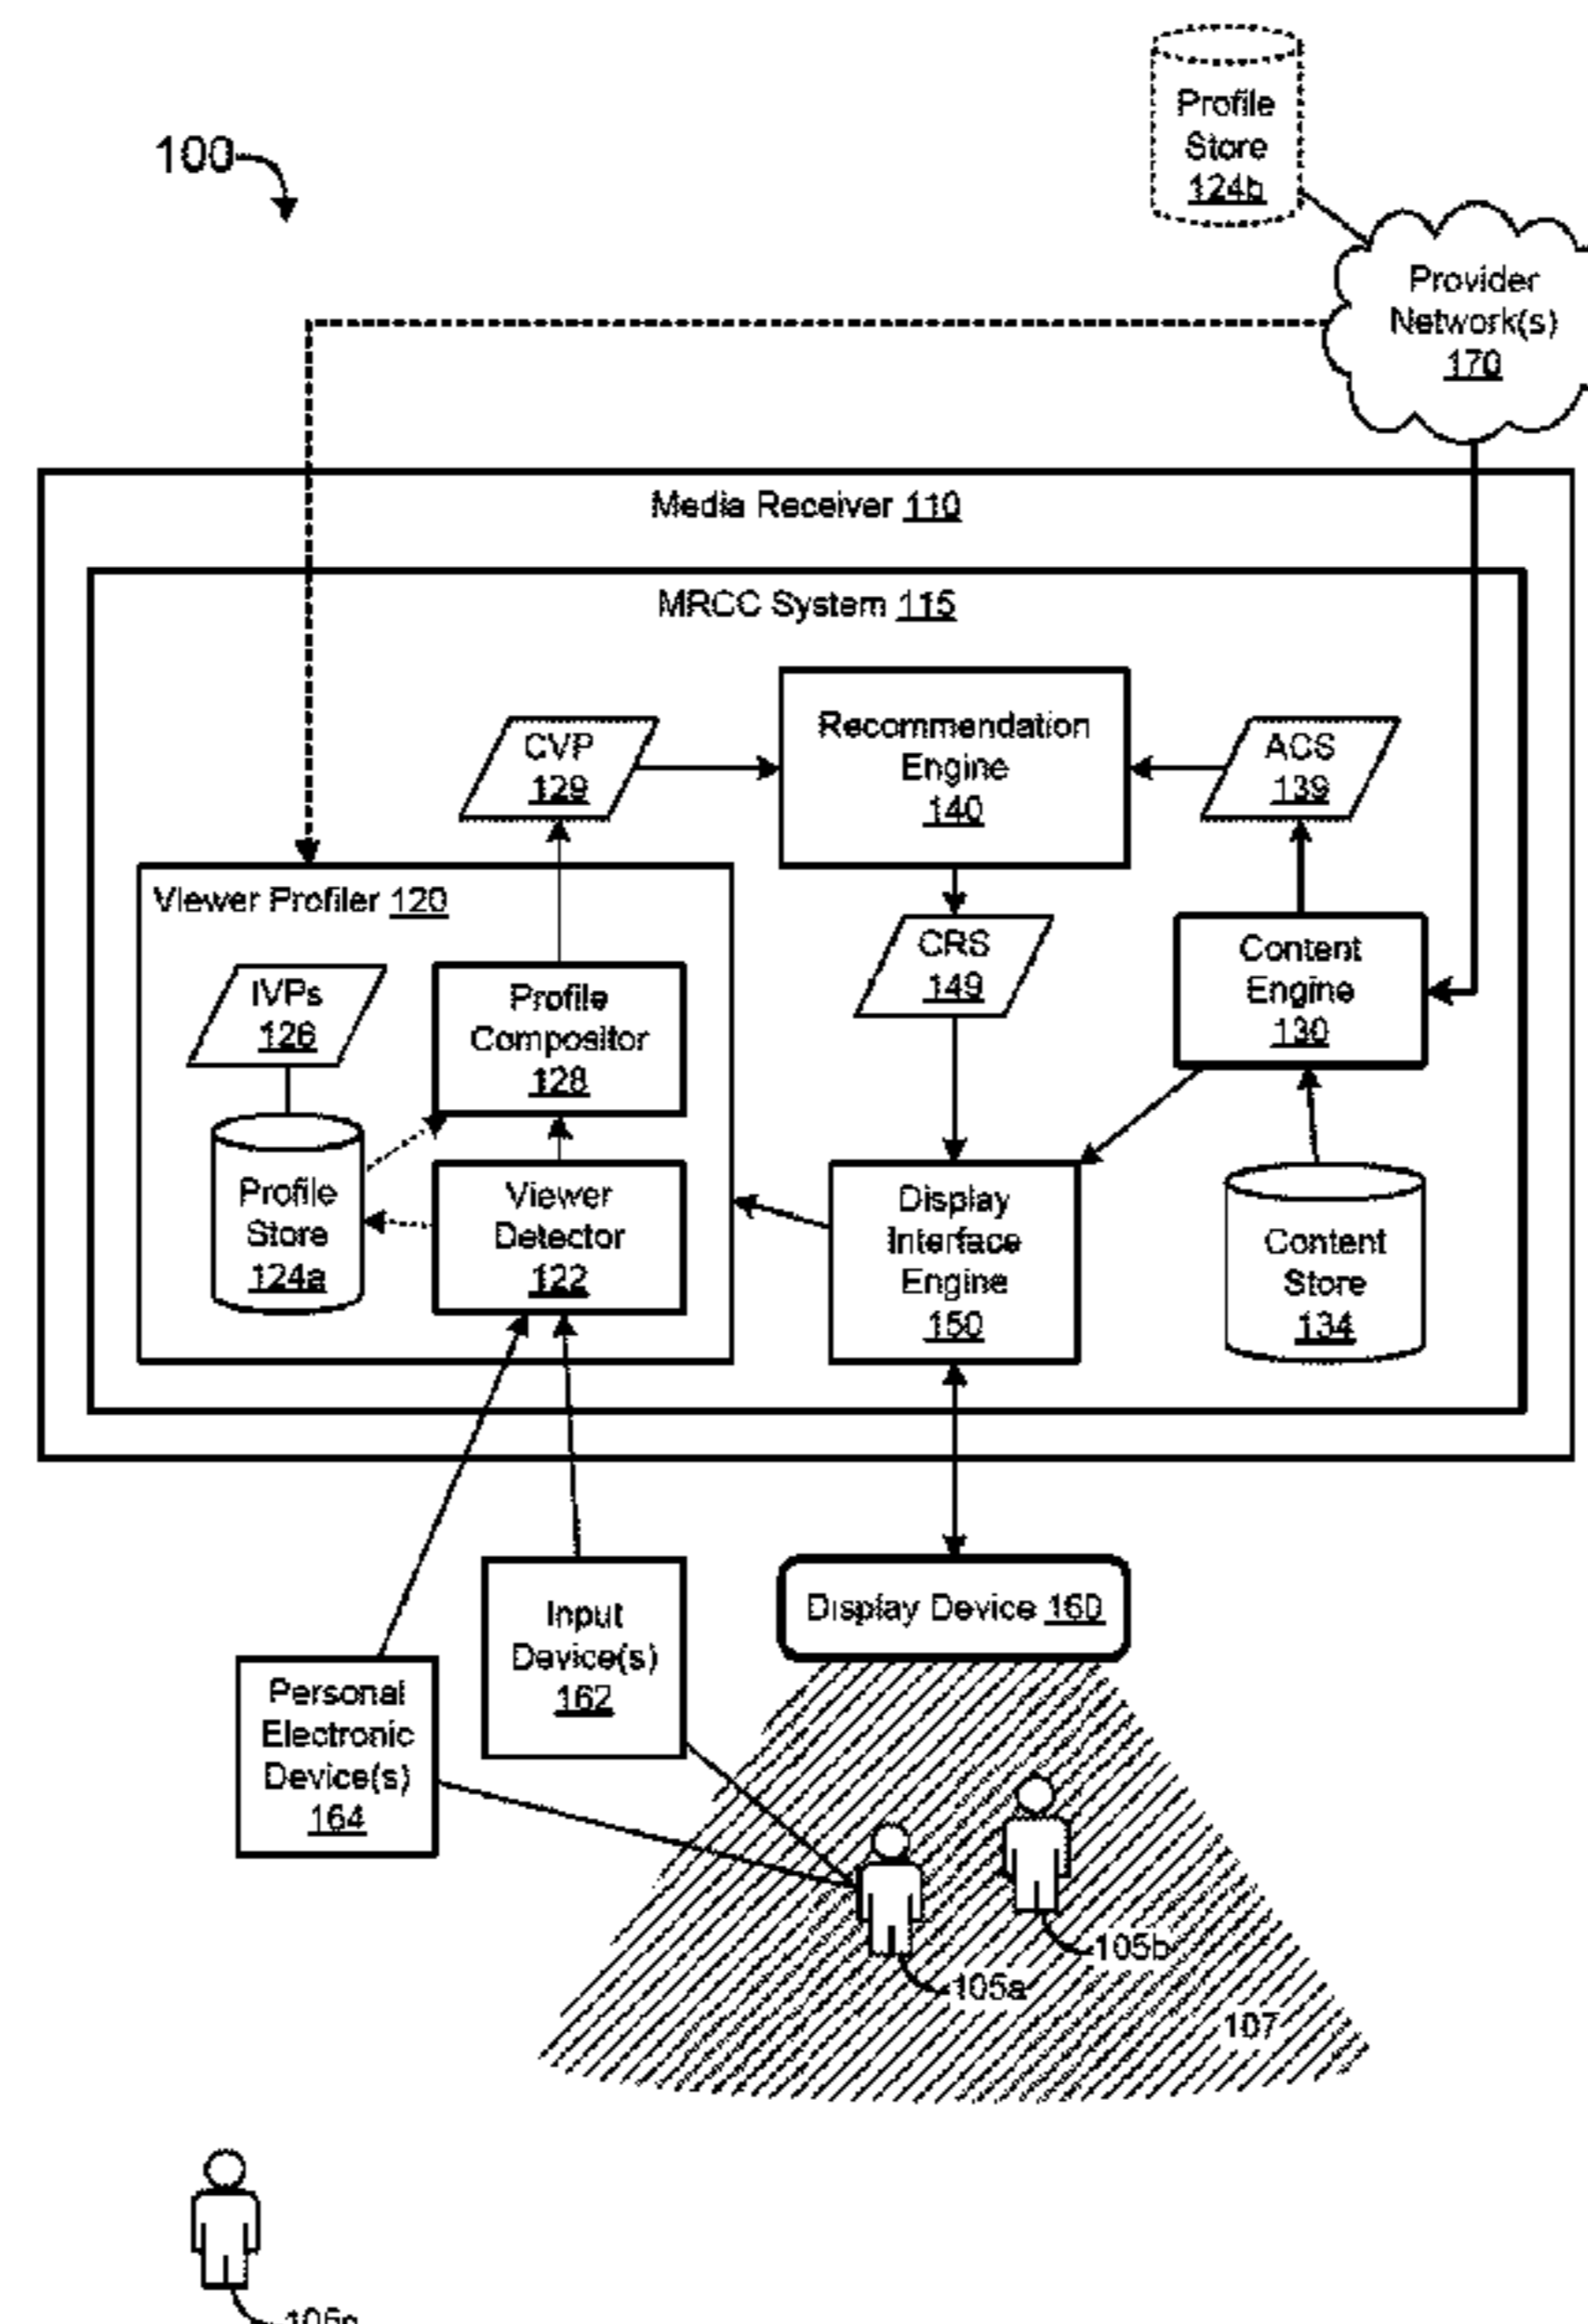 Profile
Store
124b
100
Provider
Network(s)
170
Media Receiver 110
MRCC System 115
CVP
129
Recommendation
Engine
140
ACS
139
Viewer Profiler 120
CRS
149
Content
Engine
130
IVPs
126
Profile
Compositor
128
Profile
Store
124a
Viewer
Detector
122
Display
Interface
Engine
150
Content
Store
134
Input
Device(s)
162
Display Device 160
Personal
Electronic
Device(s)
164
105b
105a
107
105c